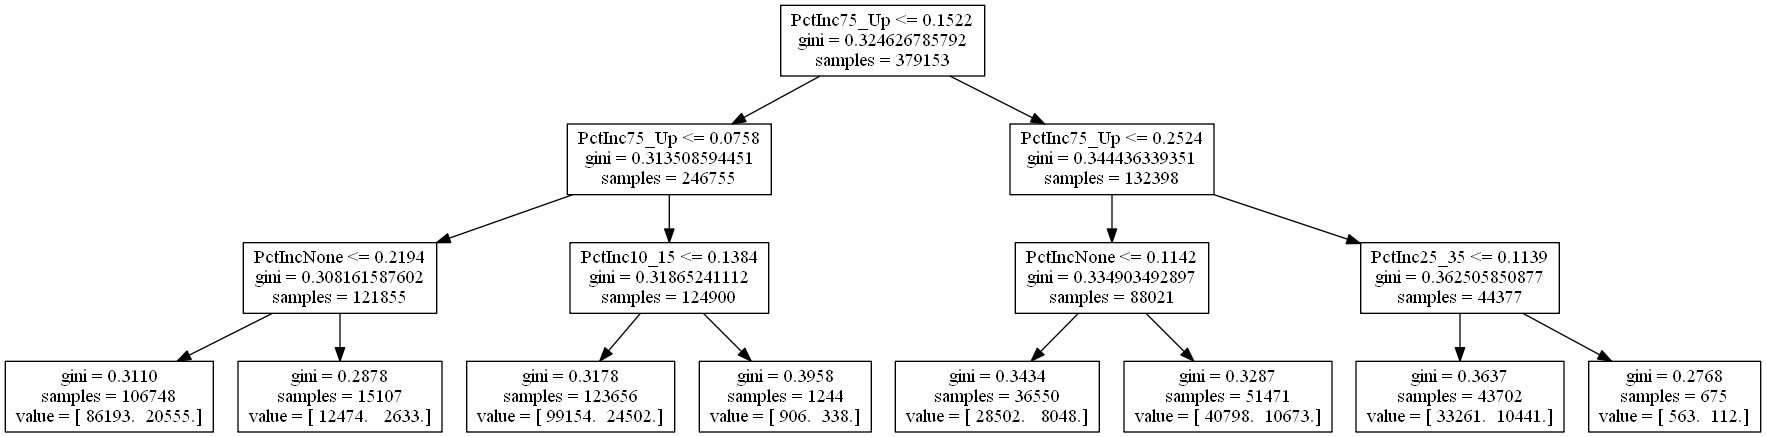 PctInc75_Up <= 0.1522
gini = 0.324626785792
samples = 379153
PctInc75_Up <= 0.0758
gini = 0.313508594451
samples = 246755
PctInc75_Up <= 0.2524
gini = 0.344436339351
samples = 132398
PctIncNone <= 0.2194
gini = 0.308161587602
samples = 121855
PctInc10_15 <= 0.1384
gini = 0.31865241112
samples = 124900
PctIncNone <= 0.1142
gini = 0.334903492897
samples = 88021
PctInc25_35 <= 0.1139
gini = 0.362505850877
samples = 44377
gini = 0.3110
samples = 106748
value = [ 86193. 20555.]
gini = 0.2878
samples = 15107
value = [ 12474. 2633.]
gini = 0.3178
samples = 123656
value = [ 99154. 24502.]
gini = 0.3958
samples = 1244
value = [ 906. 338.]
gini = 0.3434
samples = 36550
value = [ 28502. 8048.]
gini = 0.3287
samples = 51471
value = [ 40798. 10673.]
gini = 0.3637
samples = 43702
value = [ 33261. 10441.]
gini = 0.2768
samples = 675
value = [ 563. 112.]